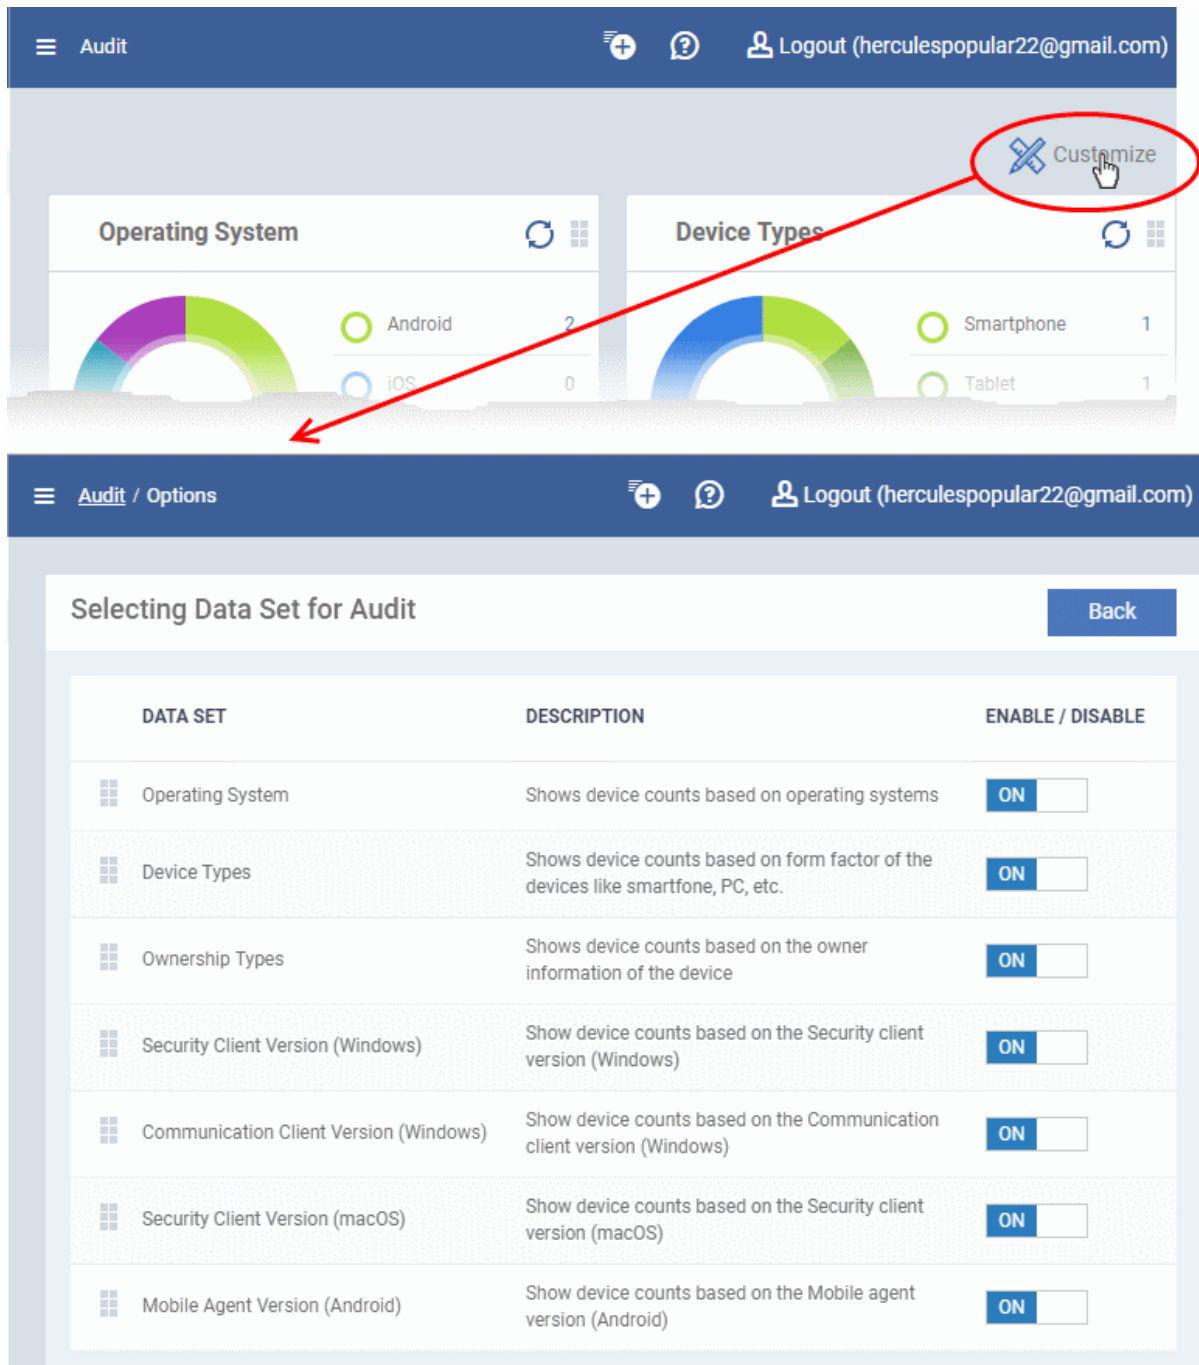 Audit
Logout (herculespopular22@gmail.com)
Customize
Operating System
Device Types
Android 2
Smartphone 1
iOS 0
Tablet 1
Audit / Options
Logout (herculespopular22@gmail.com)
Selecting Data Set for Audit
Back
DATA SET DESCRIPTION ENABLE / DISABLE
Operating System Shows device counts based on operating systems ON
Device Types
Shows device counts based on form factor of the
devices like smartfone, PC, etc.
ON
Ownership Types
Shows device counts based on the owner
information of the device
ON
Security Client Version (Windows)
Show device counts based on the Security client
version (Windows)
ON
Communication Client Version (Windows)
Show device counts based on the Communication
client version (Windows)
ON
Security Client Version (macOS)
Show device counts based on the Security client
version (macOS)
ON
Mobile Agent Version (Android)
Show device counts based on the Mobile agent
version (Android)
ON